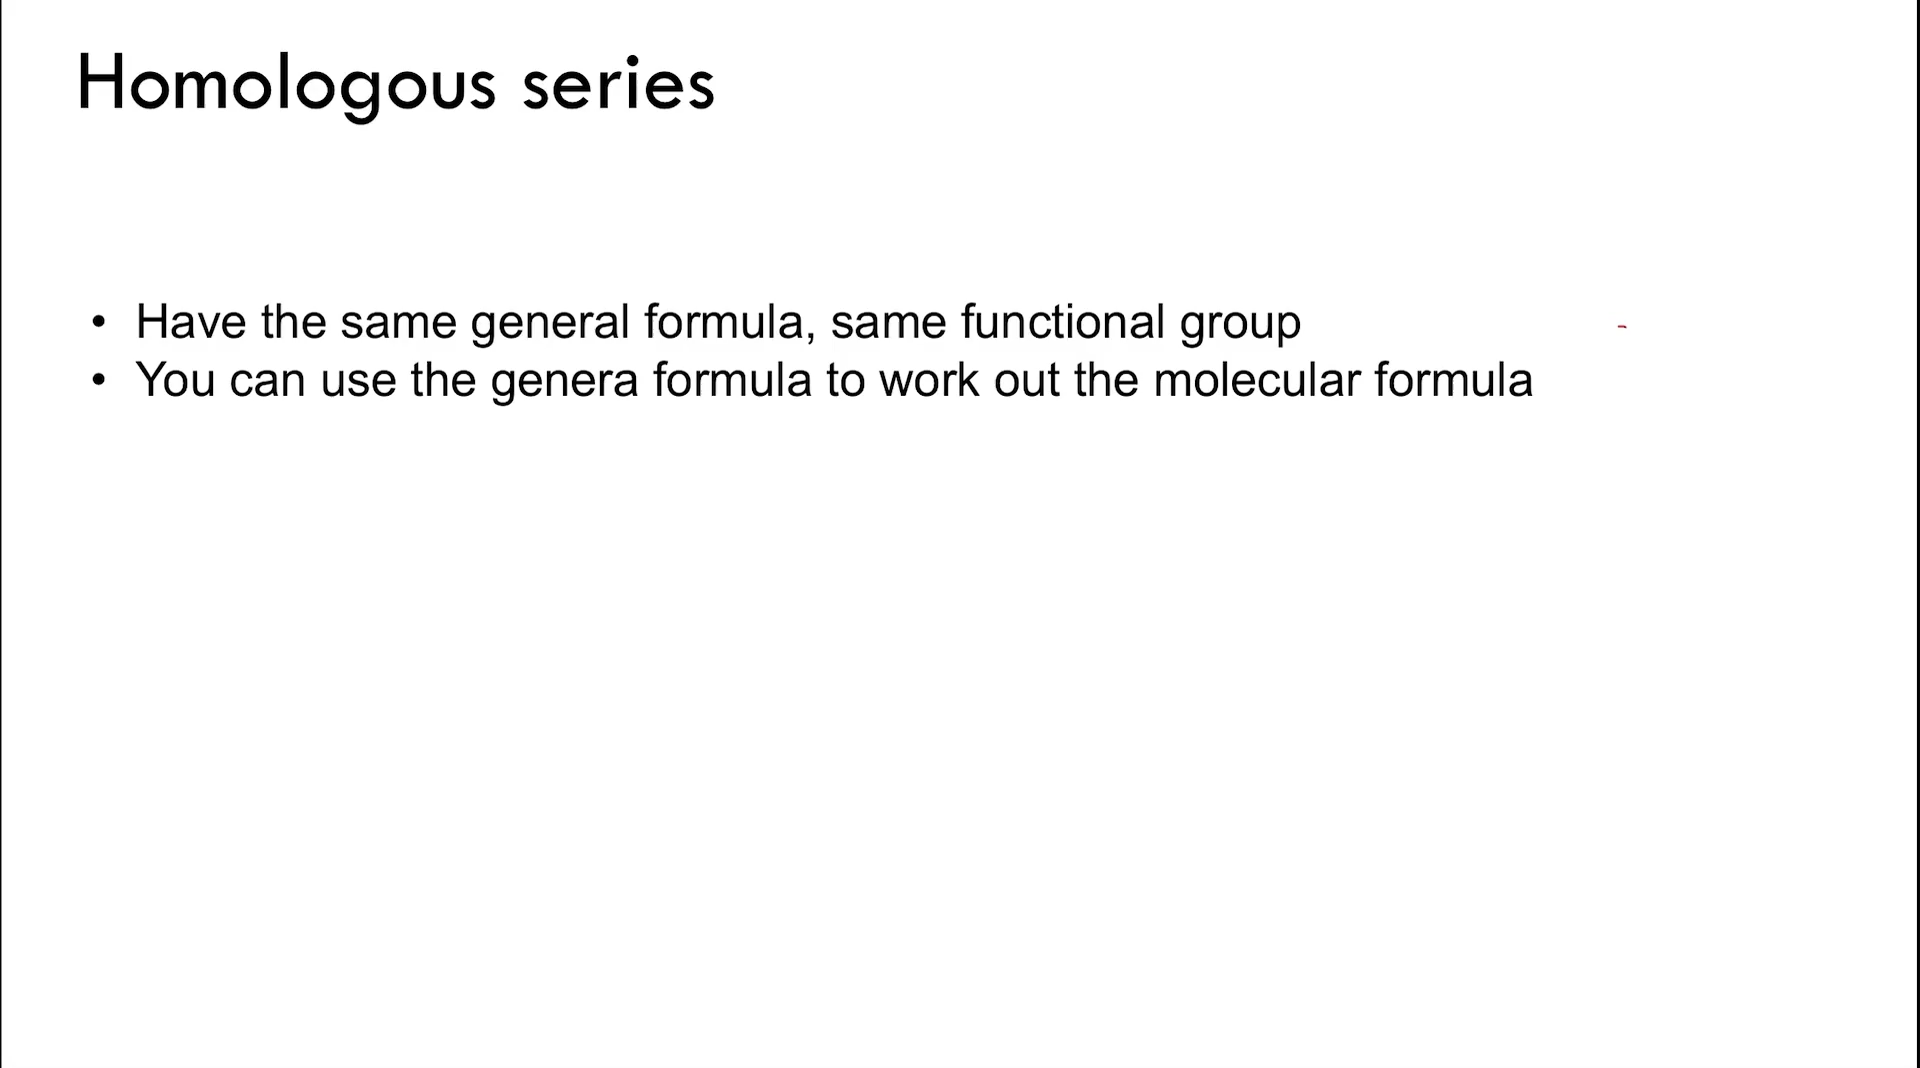 Homologous series
• Have the same general formula, same functional group
• You can use the genera formula to work out the molecular formula